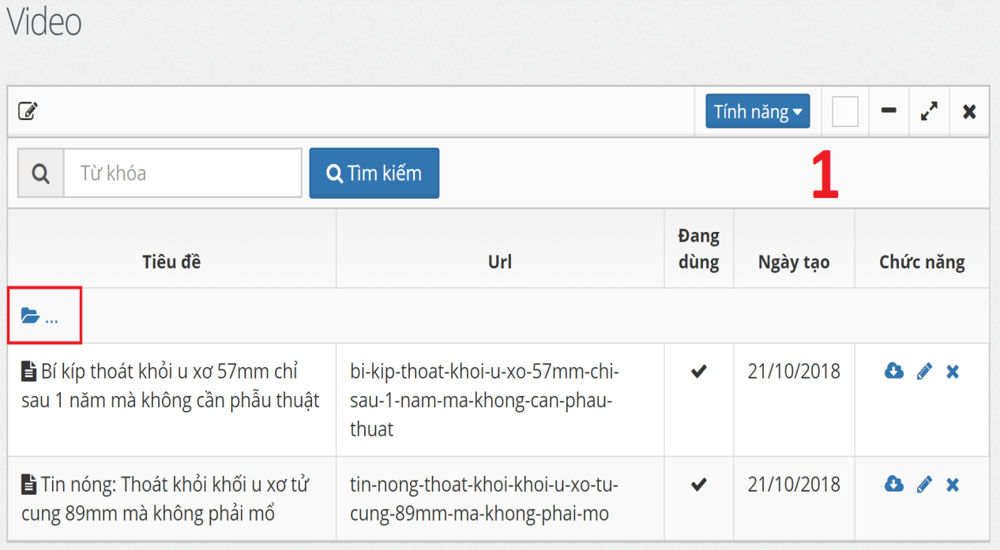 Video
Tính năng
1
Từ khóa
Tìm kiếm
Tiêu đề
Url
Đang
dùng
Ngày tạo
Chức năng
...
Bí kíp thoát khỏi u xơ 57mm chỉ
sau 1 năm mà không cần phẫu thuật
bi-kip-thoat-khoi-u-xo-57mm-chi-
sau-1-nam-ma-khong-can-phau-
thuat
21/10/2018
Tin nóng: Thoát khỏi khối u xơ tử
cung 89mm mà không phải mổ
tin-nong-thoat-khoi-khoi-u-xo-tu-
cung-89mm-ma-khong-phai-mo
21/10/2018